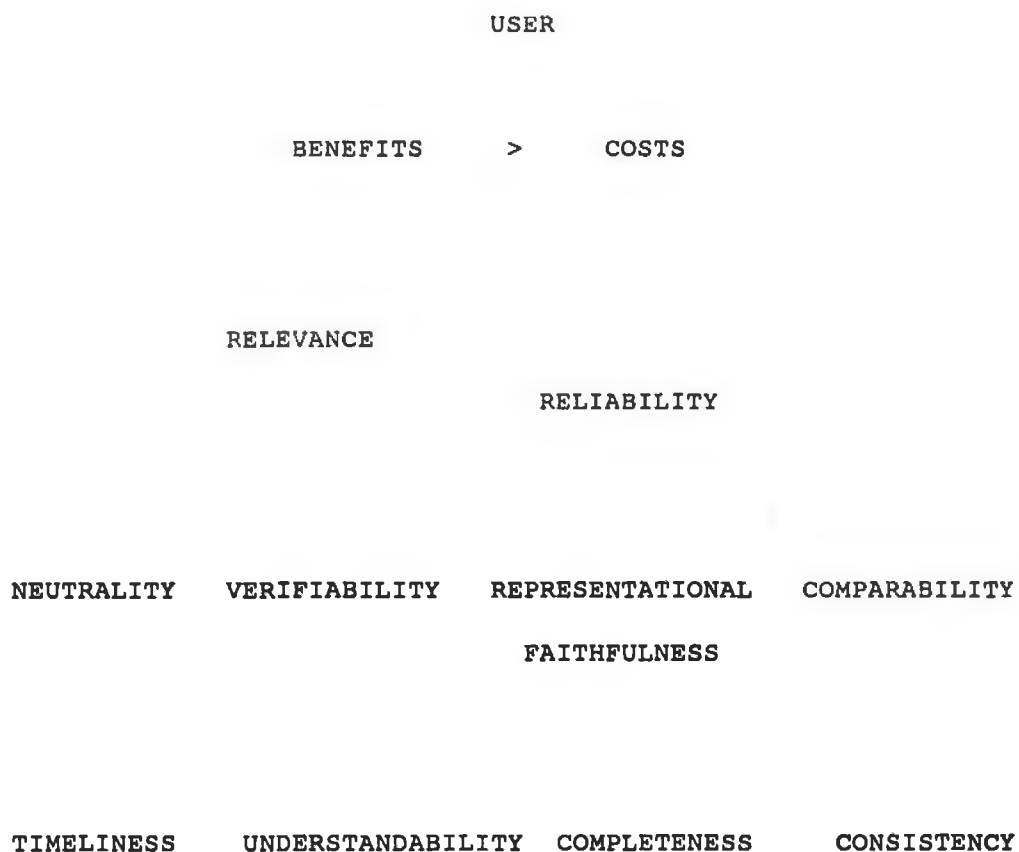 USER
BENEFITS > COSTS
RELEVANCE
RELIABILITY
NEUTRALITY VERIFIABILITY REPRESENTATIONAL COMPARABILITY
FAITHFULNESS
TIMELINESS UNDERSTANDABILITY COMPLETENESS CONSISTENCY